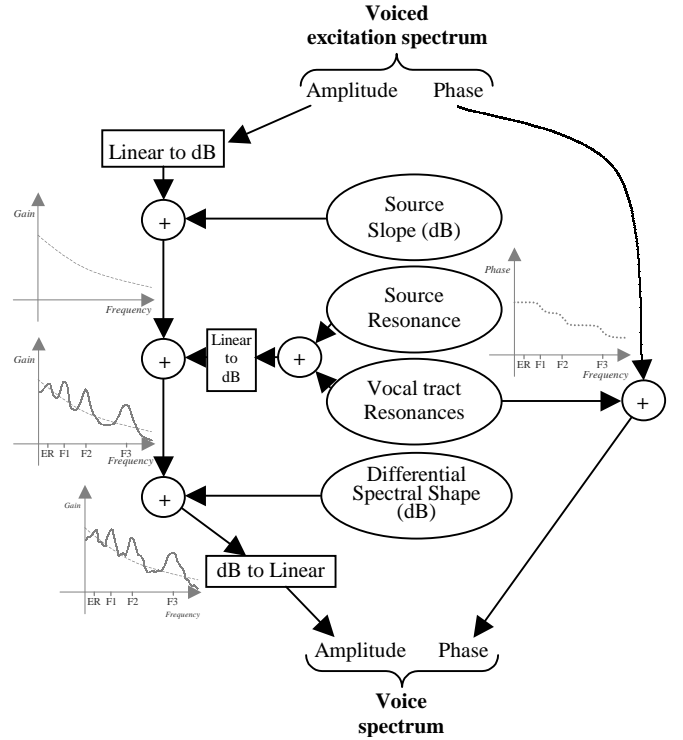 Voiced
excitation spectrum
Amplitude Phase
Linear to dB
Gain
+
Source
Slope (dB)
Frequency
Phase
Source
Resonance
ER F1 F2 F3
Frequency
Gain
+
Linear
to
dB
+
Vocal tract
Resonances
+
ER F1 F2 F3
Frequency
Differential
Spectral Shape
(dB)
+
Gain
dB to Linear
ER F1 F2 F3
Frequency
Amplitude Phase
Voice
spectrum